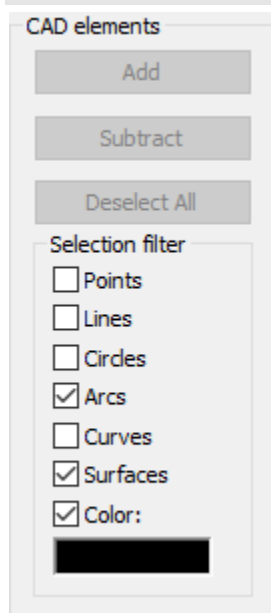 CAD elements
Add
Subtract
Deselect All
Selection filter
Points
Lines
Circles
Arcs
Curves
Surfaces
Color: